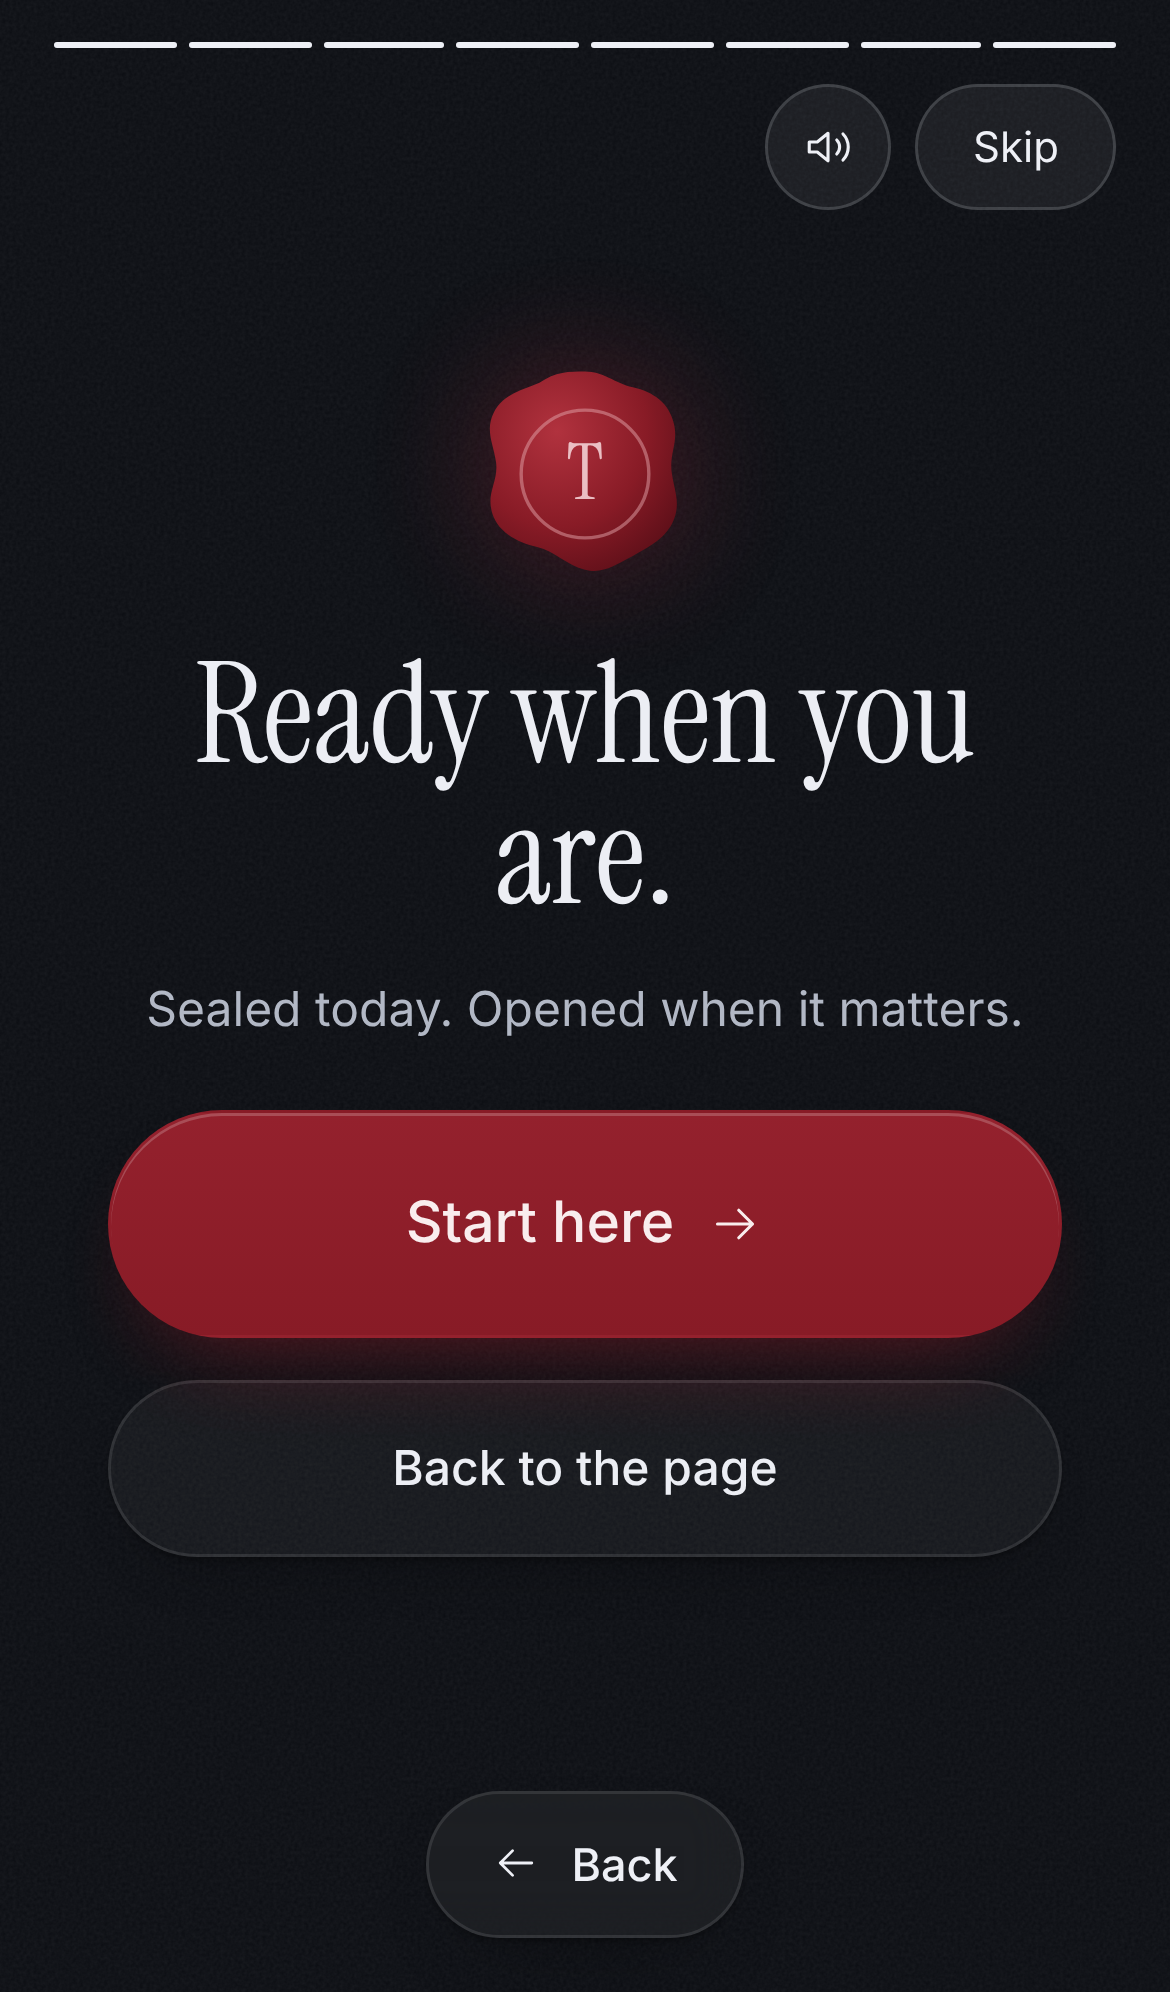 Skip
T
Ready when you
are.
Sealed today. Opened when it matters.
Start here
Back to the page
Back